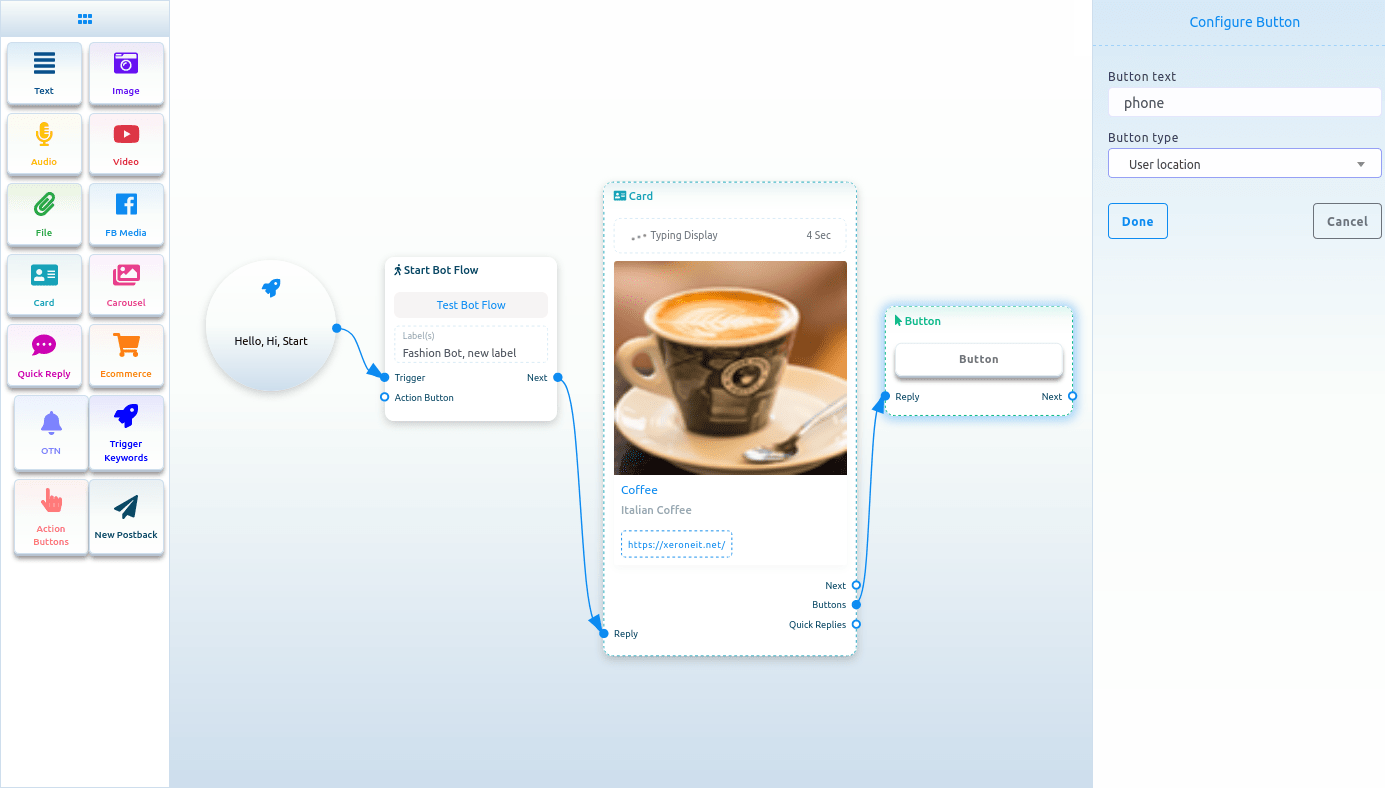 Text
Image
Audio
Video
File
FB Media
Card
Carousel
Quick Reply
Ecommerce
OTN
Trigger
Keywords
Action
Buttons
New Postback
Hello, Hi, Start
Start Bot Flow
Test Bot Flow
Label(s)
Fashion Bot, new label
Trigger
Next
Action Button
Card
Typing Display
4 Sec
Coffee
Italian Coffee
https://xeroneit.net/
Next
Buttons
Quick Replies
Reply
Button
Button
Reply
Next
Configure Button
Button text
phone
Button type
User location
Done
Cancel